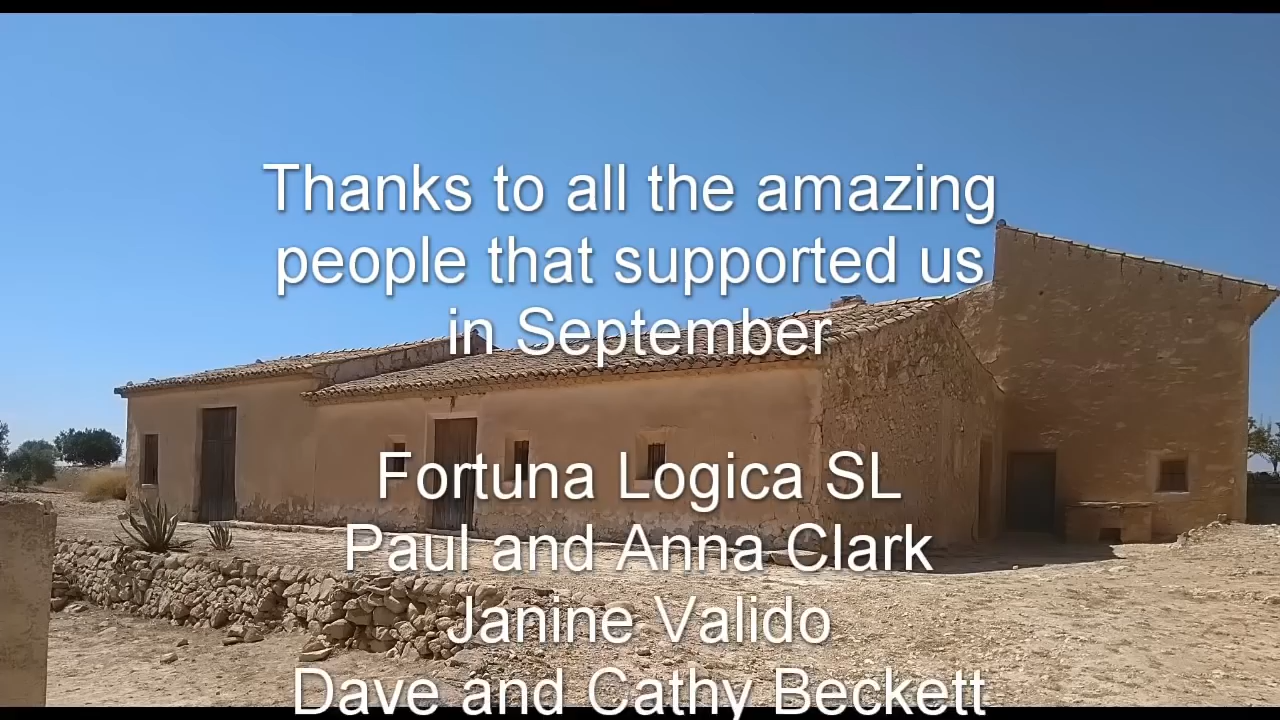 Thanks to all the amazing
people that supported us
in September
Fortuna Logica SL
Paul and Anna Clark
Janine Valido
Dave and Cathy Beckett